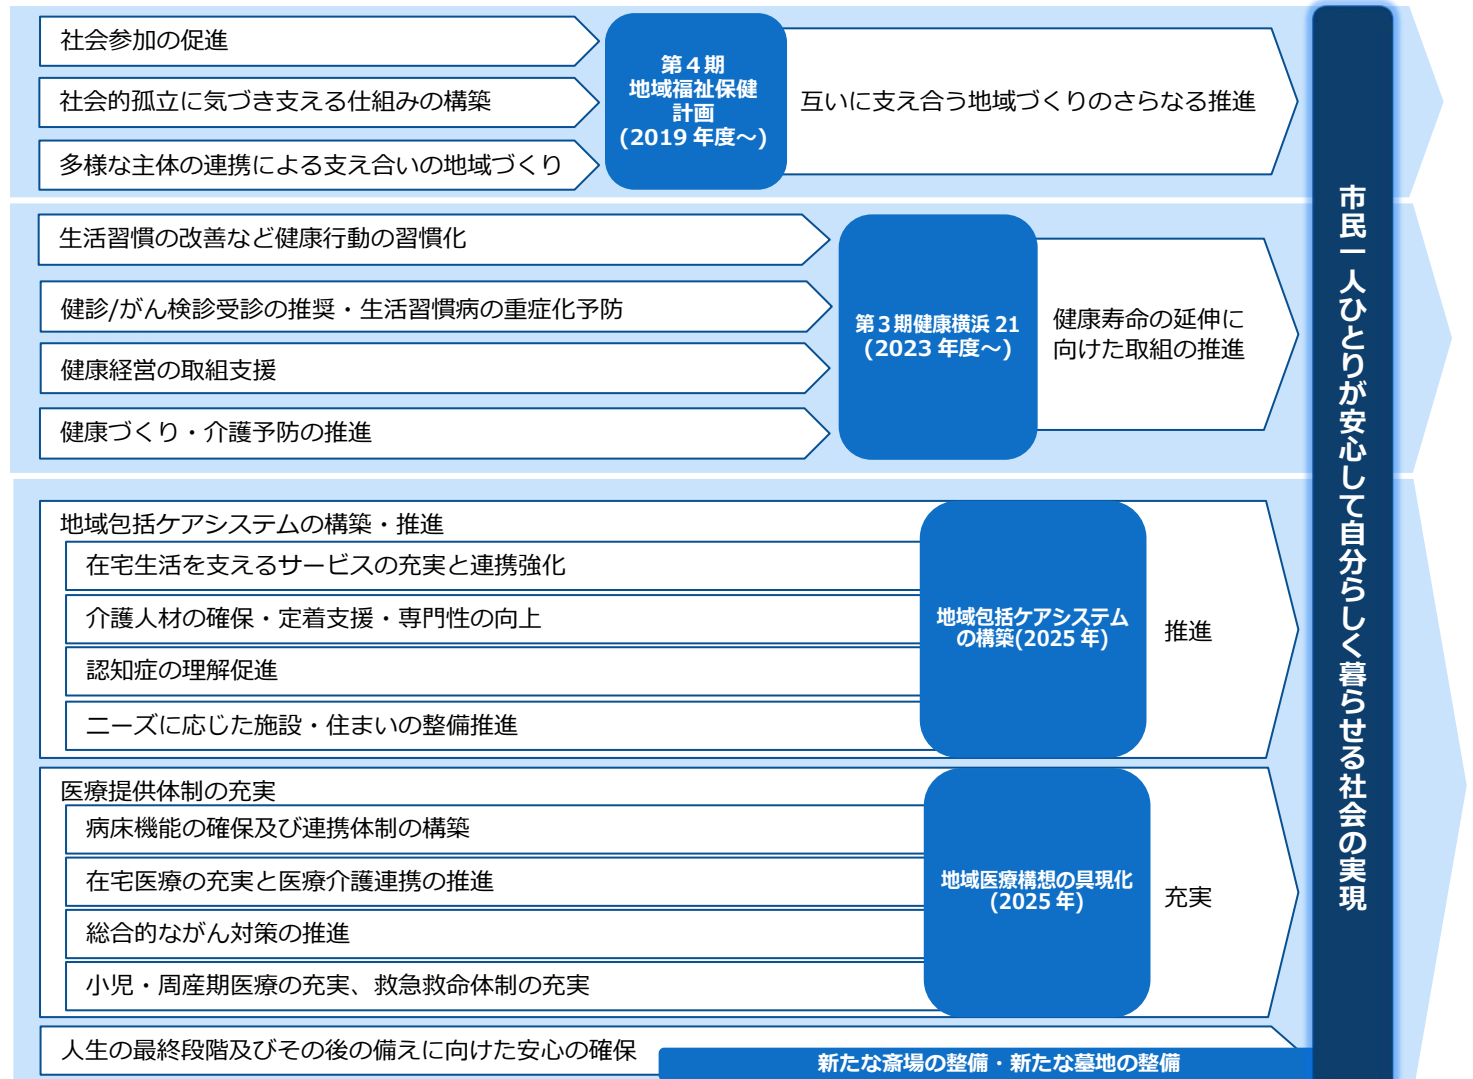 社会参加の促進
社会的孤立に気づき支える仕組みの構築
多様な主体の連携による支え合いの地域づくり
第４期
地域福祉保健
計画
(2019 年度～)
互いに支え合う地域づくりのさらなる推進
生活習慣の改善など健康行動の習慣化
健診/がん検診受診の推奨・生活習慣病の重症化予防
健康経営の取組支援
健康づくり・介護予防の推進
第３期健康横浜 21
(2023 年度～)
健康寿命の延伸に
向けた取組の推進
地域包括ケアシステムの構築・推進
在宅生活を支えるサービスの充実と連携強化
介護人材の確保・定着支援・専門性の向上
認知症の理解促進
ニーズに応じた施設・住まいの整備推進
地域包括ケアシステム
の構築(2025 年)
推進
医療提供体制の充実
病床機能の確保及び連携体制の構築
在宅医療の充実と医療介護連携の推進
総合的ながん対策の推進
小児・周産期医療の充実、救急救命体制の充実
地域医療構想の具現化
(2025 年)
充実
人生の最終段階及びその後の備えに向けた安心の確保
新たな斎場の整備・新たな墓地の整備
市民一人ひとりが安心して自分らしく暮らせる社会の実現